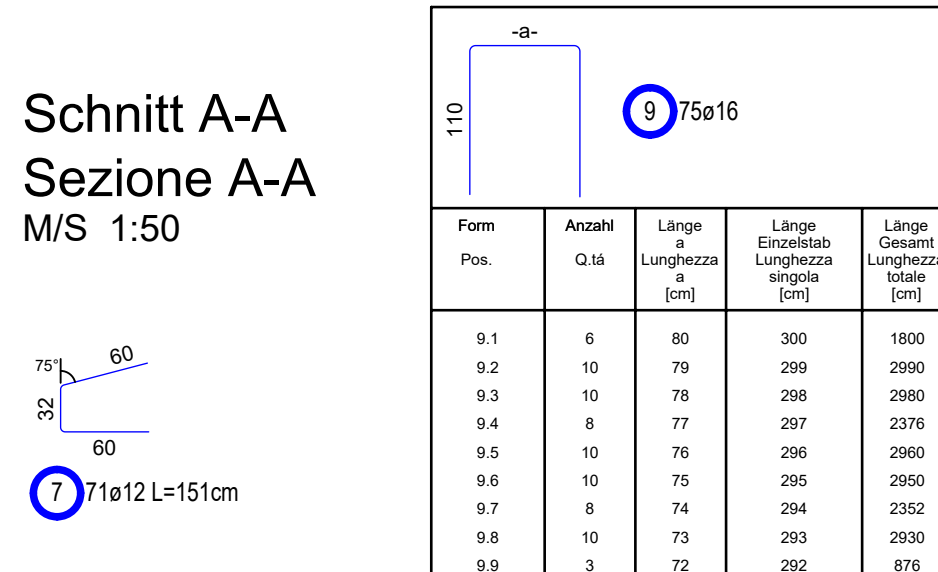 Schnitt A-A
Sezione A-A
M/S 1:50
75°
60
32
60
7 71ø12 L=151cm
-a-
110
9 75ø16
Form Anzahl Länge Länge Länge
a Einzelstab Gesamt
Pos. Q.tá Lunghezza Lunghezza Lunghezza
a singola totale
[cm] [cm] [cm]
9.1 6 80 300 1800
9.2 10 79 299 2990
9.3 10 78 298 2980
9.4 8 77 297 2376
9.5 10 76 296 2960
9.6 10 75 295 2950
9.7 8 74 294 2352
9.8 10 73 293 2930
9.9 3 72 292 876